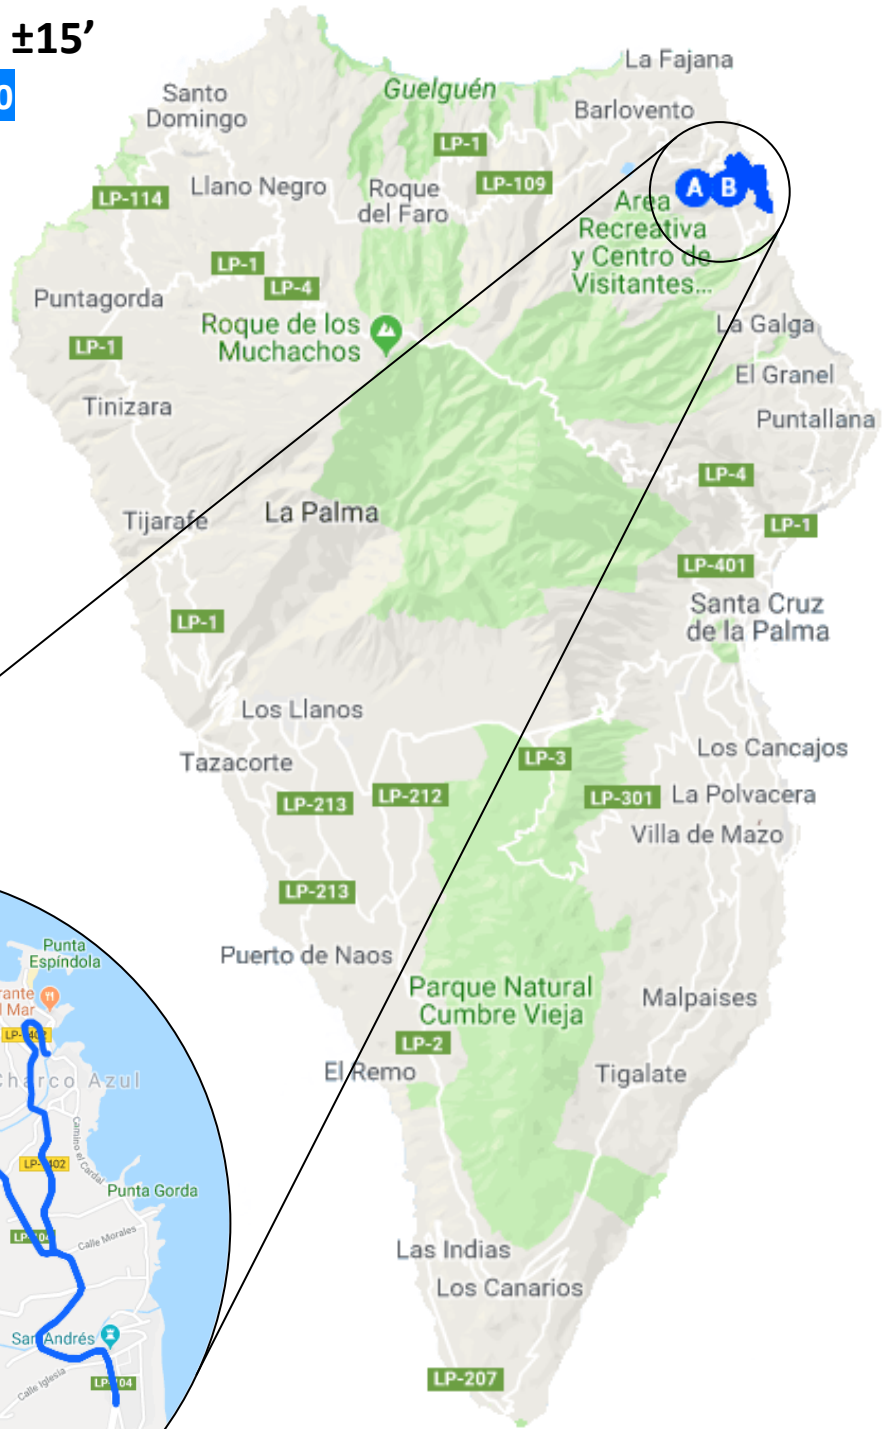 ±15’
0
La Fajana
Guelguén
Santo
Domingo
Barlovento
LP-1
LP-109
Llano Negro
Roque
del Faro
LP-114
A
B
Area
Recreativa
y Centro de
Visitantes...
LP-1
LP-4
Puntagorda
Roque de los
Muchachos
La Galga
LP-1
El Granel
Tinizara
Puntallana
LP-4
La Palma
Tijarafe
LP-1
LP-401
Santa Cruz
de la Palma
LP-1
Los Llanos
Tazacorte
LP-3
Los Cancajos
LP-213
LP-212
LP-301
La Polvacera
Villa de Mazo
LP-213
Puerto de Naos
Parque Natural
Cumbre Vieja
Malpaises
LP-2
El Remo
Tigalate
Las Indias
Los Canarios
LP-207
Punta
Espíndola
Mar
Charco Azul
Camino el Cardal
Punta Gorda
Calle Morales
San Andrés
Calle Iglesia